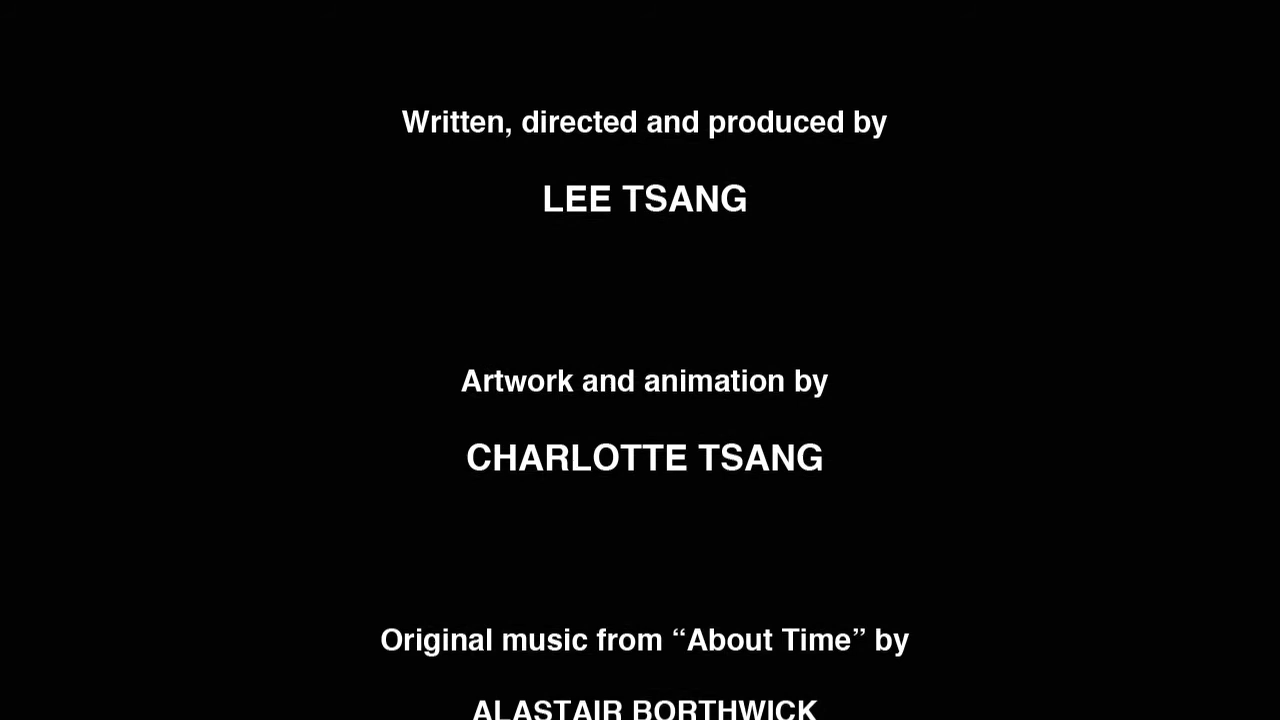 Written, directed and produced by
LEE TSANG
Artwork and animation by
CHARLOTTE TSANG
Original music from “About Time” by
ALASTAIR BORTHWICK